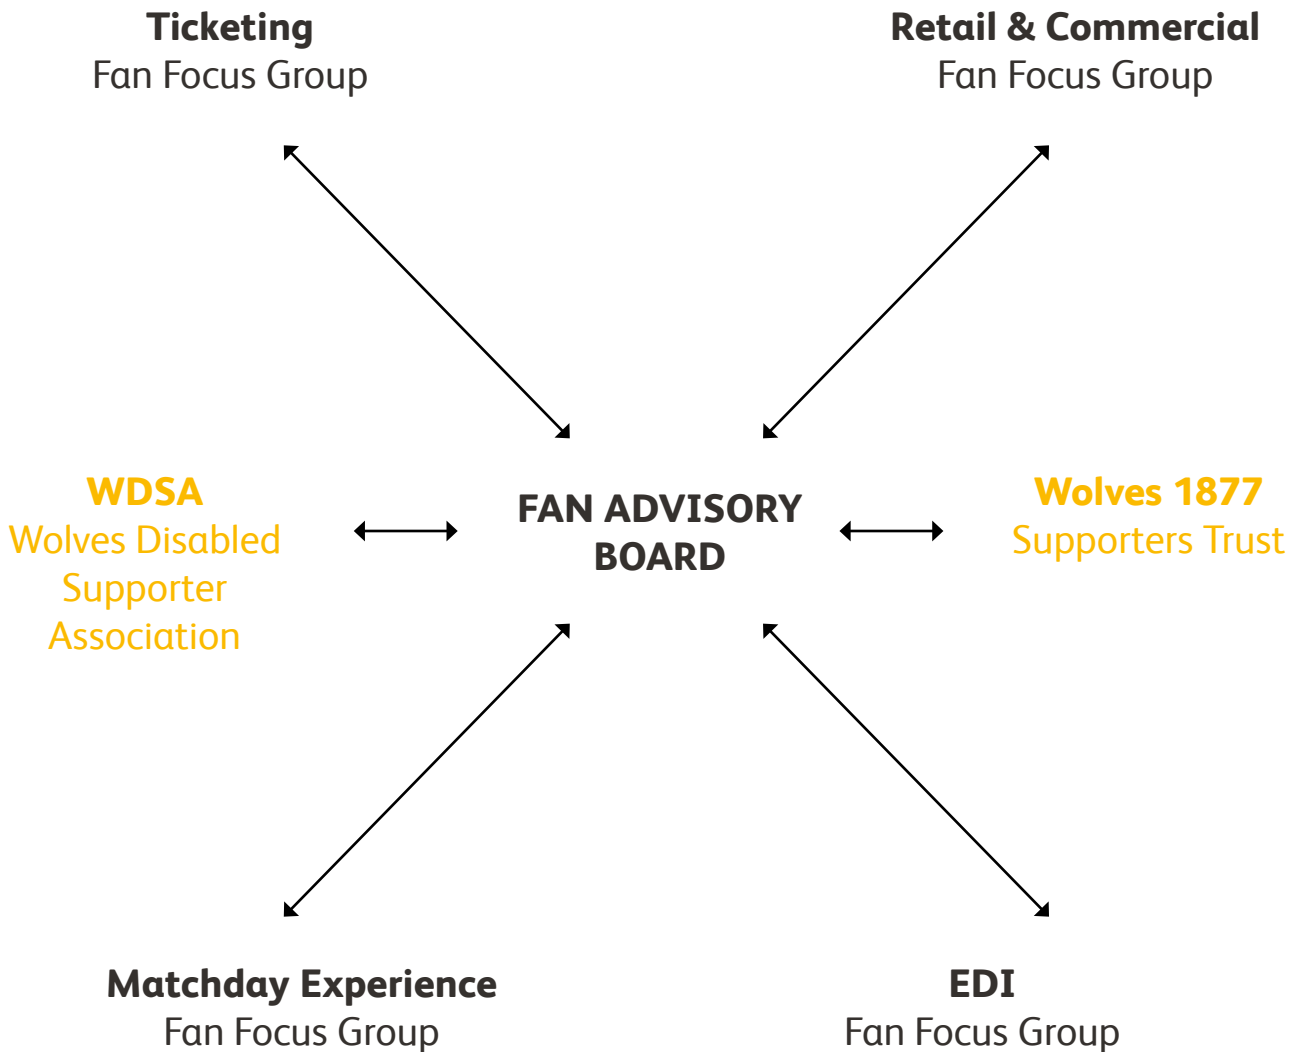 Ticketing
Fan Focus Group
Retail & Commercial
Fan Focus Group
WDSA
Wolves Disabled
Supporter
Association
FAN ADVISORY
BOARD
Wolves 1877
Supporters Trust
Matchday Experience
Fan Focus Group
EDI
Fan Focus Group